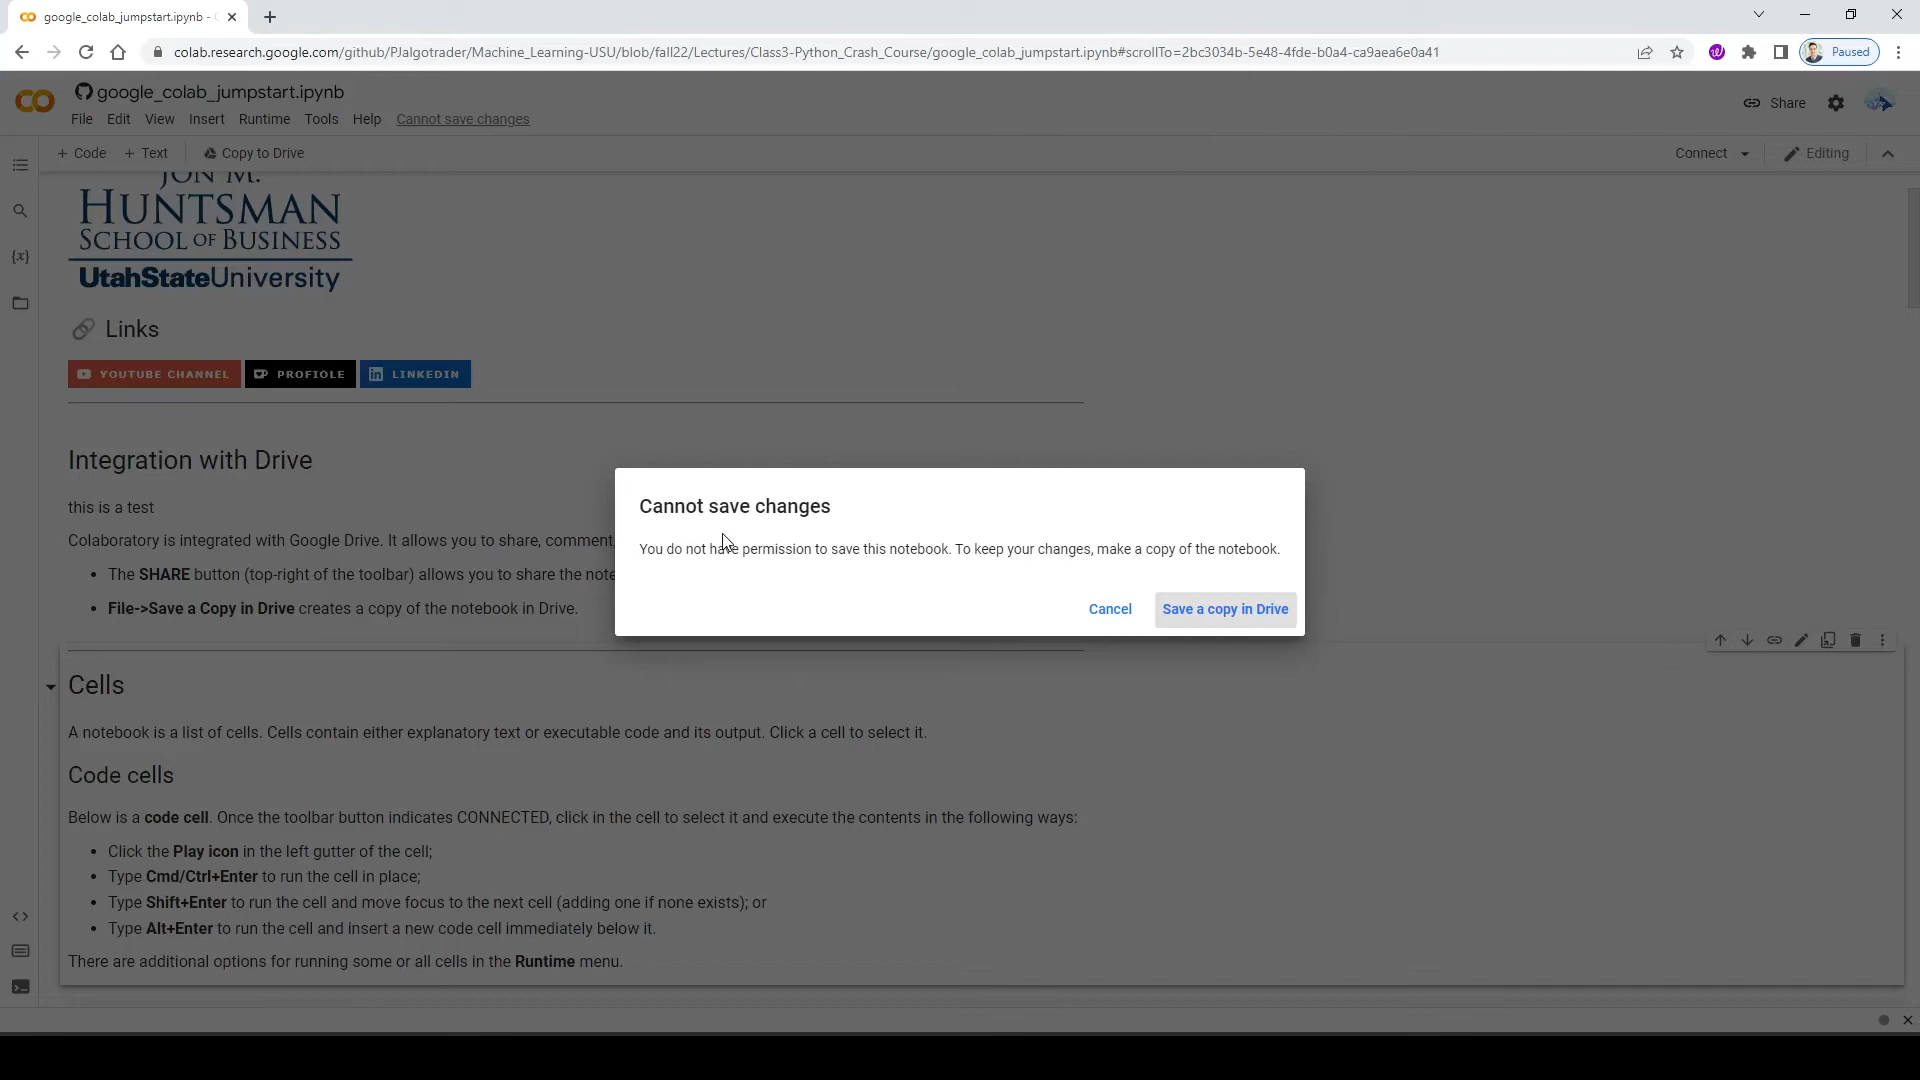 google_colab_jumpstart.ipynb -
colab.research.google.com/github/PJalgotrader/Machine_Learning-USU/blob/fall22/Lectures/Class3-Python_Crash_Course/google_colab_jumpstart.ipynb#scrollTo=2bc3034b-5e48-4fde-b0a4-ca9aea6e0a41
Paused
google_colab_jumpstart.ipynb
Share
File Edit View Insert Runtime Tools Help Cannot save changes
+ Code + Text Copy to Drive
Connect Editing
JON M.
HUNTSMAN
SCHOOL OF BUSINESS
UtahStateUniversity
{x}
Links
YOUTUBE CHANNEL PROFIOLE LINKEDIN
Integration with Drive
this is a test
Colaboratory is integrated with Google Drive. It allows you to share, comment,
• The SHARE button (top-right of the toolbar) allows you to share the note
• File->Save a Copy in Drive creates a copy of the notebook in Drive.
Cannot save changes
You do not have permission to save this notebook. To keep your changes, make a copy of the notebook.
Cancel Save a copy in Drive
Cells
A notebook is a list of cells. Cells contain either explanatory text or executable code and its output. Click a cell to select it.
Code cells
Below is a code cell. Once the toolbar button indicates CONNECTED, click in the cell to select it and execute the contents in the following ways:
• Click the Play icon in the left gutter of the cell;
• Type Cmd/Ctrl+Enter to run the cell in place;
• Type Shift+Enter to run the cell and move focus to the next cell (adding one if none exists); or
• Type Alt+Enter to run the cell and insert a new code cell immediately below it.
There are additional options for running some or all cells in the Runtime menu.